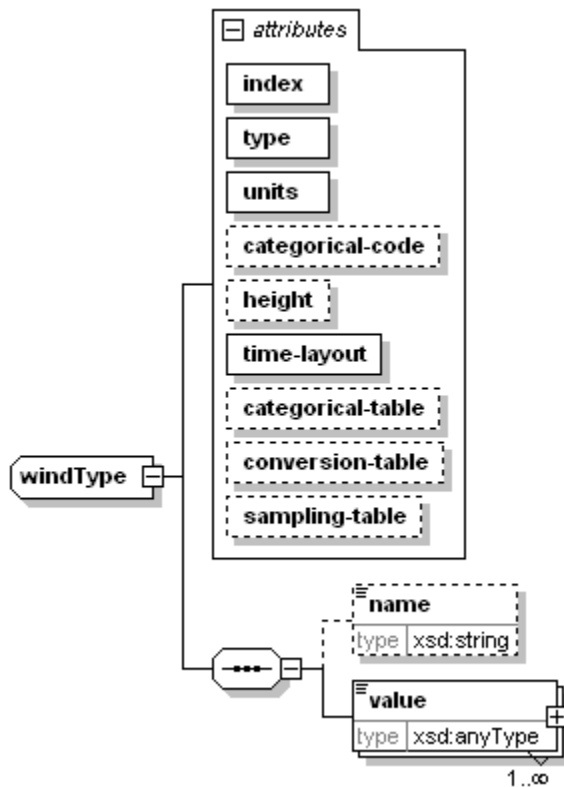 attributes
index
type
units
categorical-code
height
time-layout
categorical-table
conversion-table
sampling-table
windType
name
type xsd:string
value
type xsd:anyType
1..∞